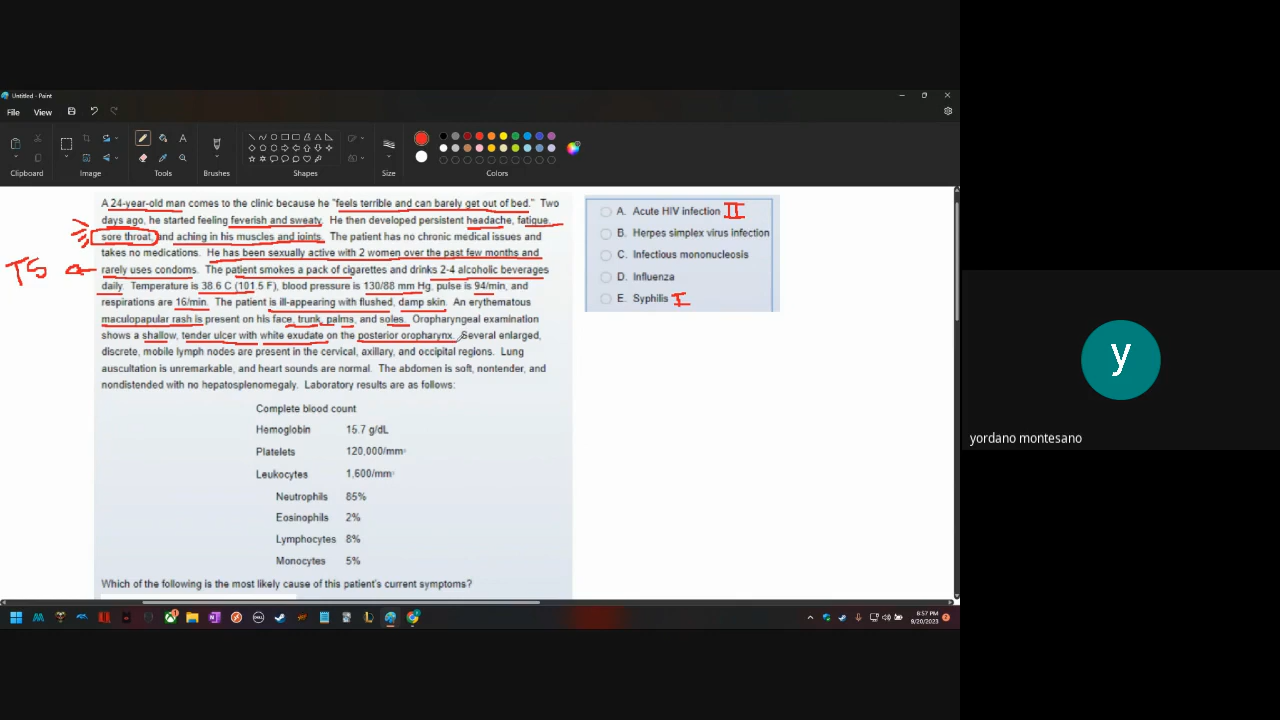 Untitled - Paint
File View
Clipboard
Image
Tools
Brushes
Shapes
Size
Colors
A 24-year-old man comes to the clinic because he "feels terrible and can barely get out of bed." Two
days ago, he started feeling feverish and sweaty. He then developed persistent headache, fatigue,
sore throat, and aching in his muscles and joints. The patient has no chronic medical issues and
takes no medications. He has been sexually active with 2 women over the past few months and
rarely uses condoms. The patient smokes a pack of cigarettes and drinks 2-4 alcoholic beverages
daily. Temperature is 38.6 C (101.5 F), blood pressure is 130/88 mm Hg, pulse is 94/min, and
respirations are 16/min. The patient is ill-appearing with flushed, damp skin. An erythematous
maculopapular rash is present on his face, trunk, palms, and soles. Oropharyngeal examination
shows a shallow, tender ulcer with white exudate on the posterior oropharynx. Several enlarged,
discrete, mobile lymph nodes are present in the cervical, axillary, and occipital regions. Lung
auscultation is unremarkable, and heart sounds are normal. The abdomen is soft, nontender, and
nondistended with no hepatosplenomegaly. Laboratory results are as follows:
Complete blood count
Hemoglobin 15.7 g/dL
Platelets 120,000/mm³
Leukocytes 1,600/mm³
Neutrophils 85%
Eosinophils 2%
Lymphocytes 8%
Monocytes 5%
Which of the following is the most likely cause of this patient's current symptoms?
TS
A. Acute HIV infection II
B. Herpes simplex virus infection
C. Infectious mononucleosis
D. Influenza
E. Syphilis I
y
yordano montesano
8:57 PM
9/20/2023